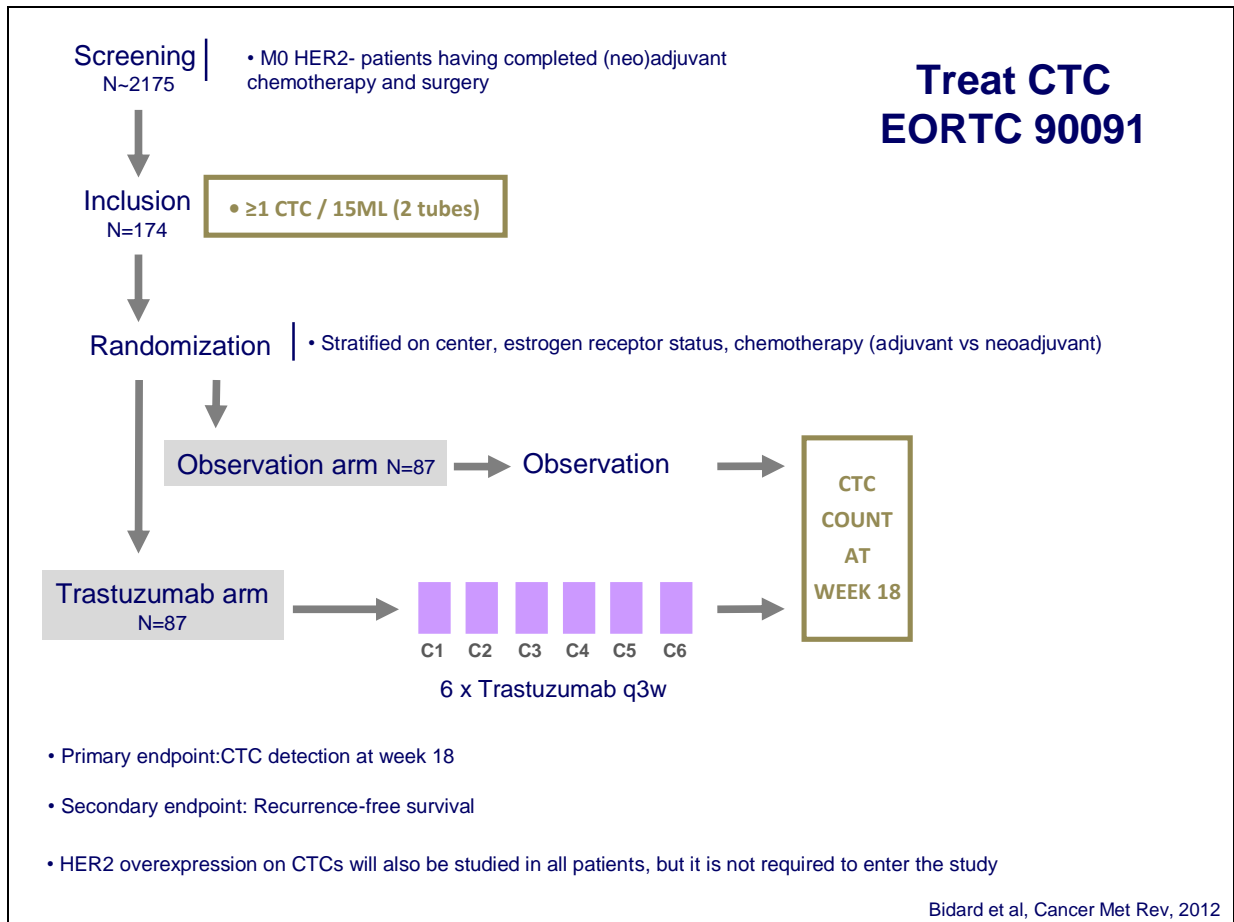 Screening
N~2175
• M0 HER2- patients having completed (neo)adjuvant
chemotherapy and surgery
Treat CTC
EORTC 90091
Inclusion
N=174
• ≥1 CTC / 15ML (2 tubes)
Randomization
• Stratified on center, estrogen receptor status, chemotherapy (adjuvant vs neoadjuvant)
Observation arm N=87
Observation
CTC
COUNT
AT
WEEK 18
Trastuzumab arm
N=87
C1 C2 C3 C4 C5 C6
6 x Trastuzumab q3w
• Primary endpoint:CTC detection at week 18
• Secondary endpoint: Recurrence-free survival
• HER2 overexpression on CTCs will also be studied in all patients, but it is not required to enter the study
Bidard et al, Cancer Met Rev, 2012